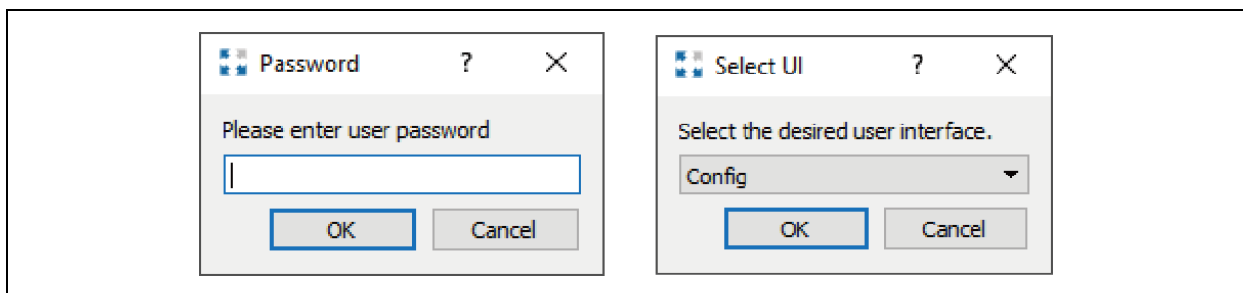 Password ? ×
Please enter user password
OK Cancel
Select UI ? ×
Select the desired user interface.
Config
OK Cancel